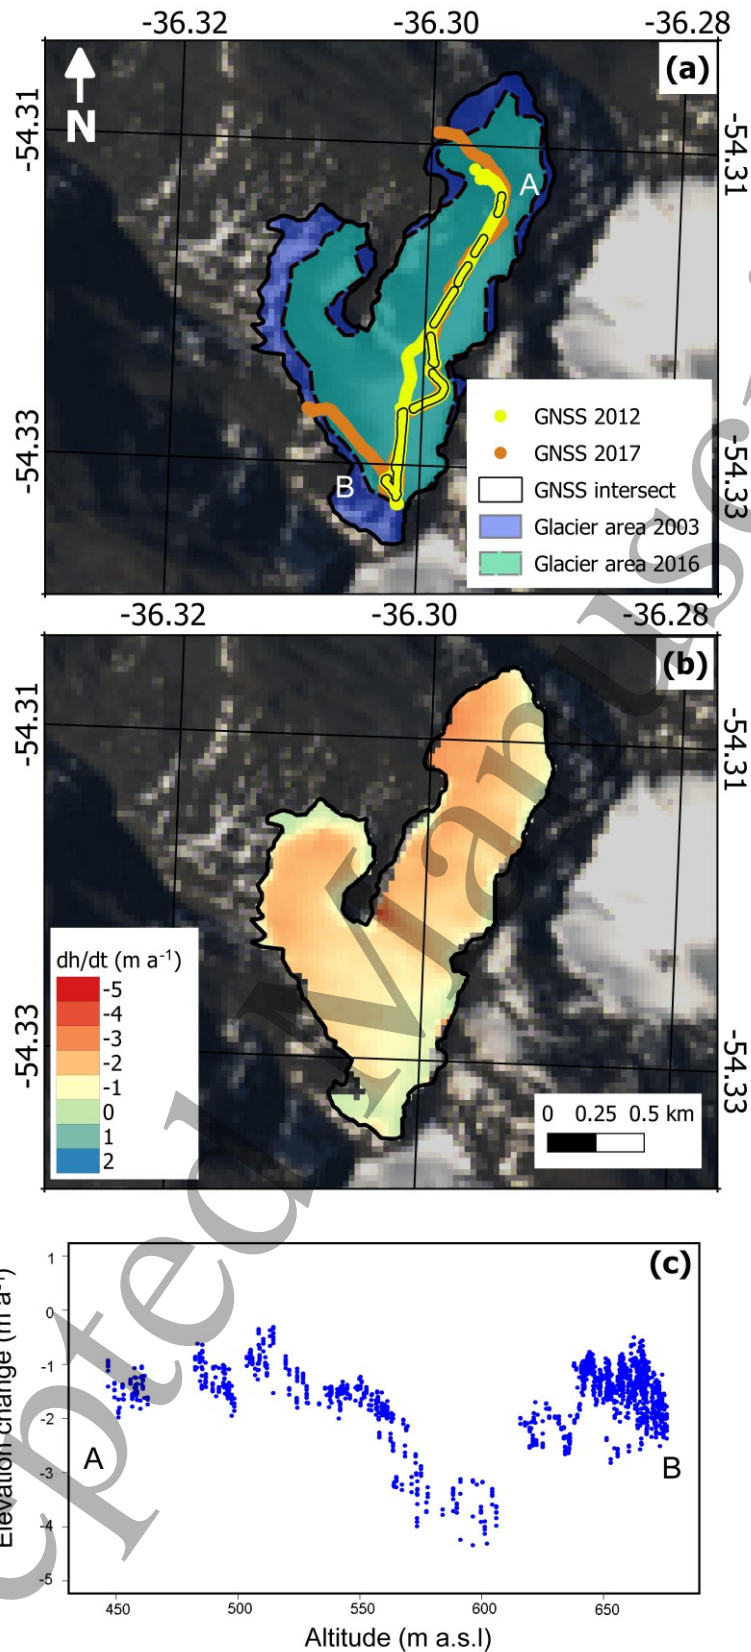 -36.32 -36.30 -36.28
(a)
N
-54.31 -54.31
A
GNSS 2012
GNSS 2017
GNSS intersect
Glacier area 2003
Glacier area 2016
B
-54.33 -54.33
-36.32 -36.30 -36.28
(b)
-54.31 -54.31
dh/dt (m a⁻¹)
-5
-4
-3
-2
-1
0
1
2
-54.33 -54.33
0 0.25 0.5 km
(c)
Elevation change (m a⁻¹)
1
0
-1
-2
-3
-4
-5
A
B
450 500 550 600 650
Altitude (m a.s.l)
cepted Manuscr